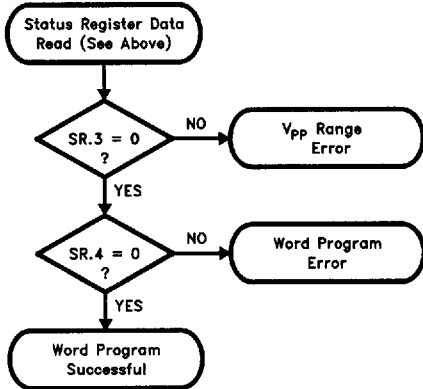 Status Register Data
Read (See Above)
SR.3 = 0
?
NO
VPP Range
Error
YES
SR.4 = 0
?
NO
Word Program
Error
YES
Word Program
Successful